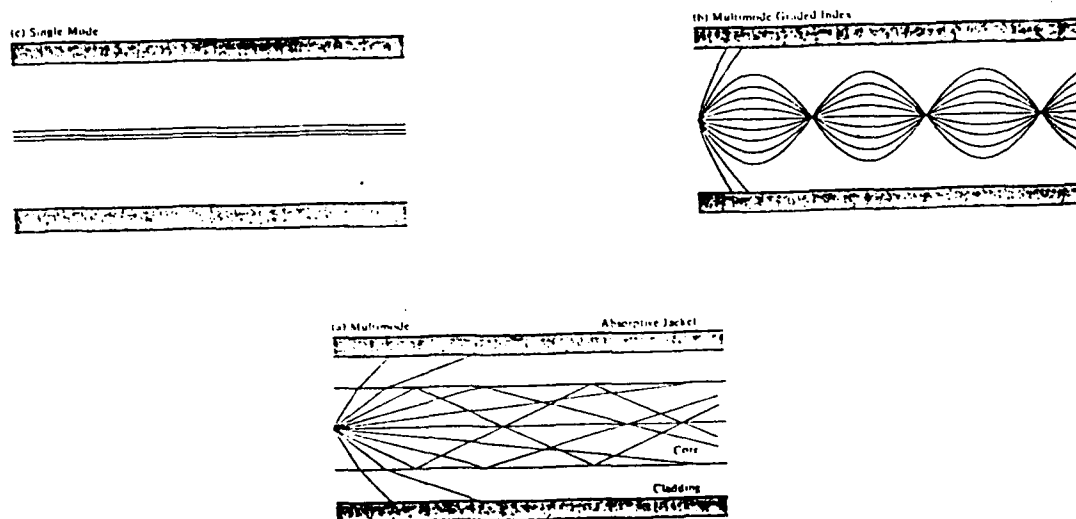 (c) Single Mode
(b) Multimode Graded Index
(a) Multimode
Absorptive Jacket
Core
Cladding